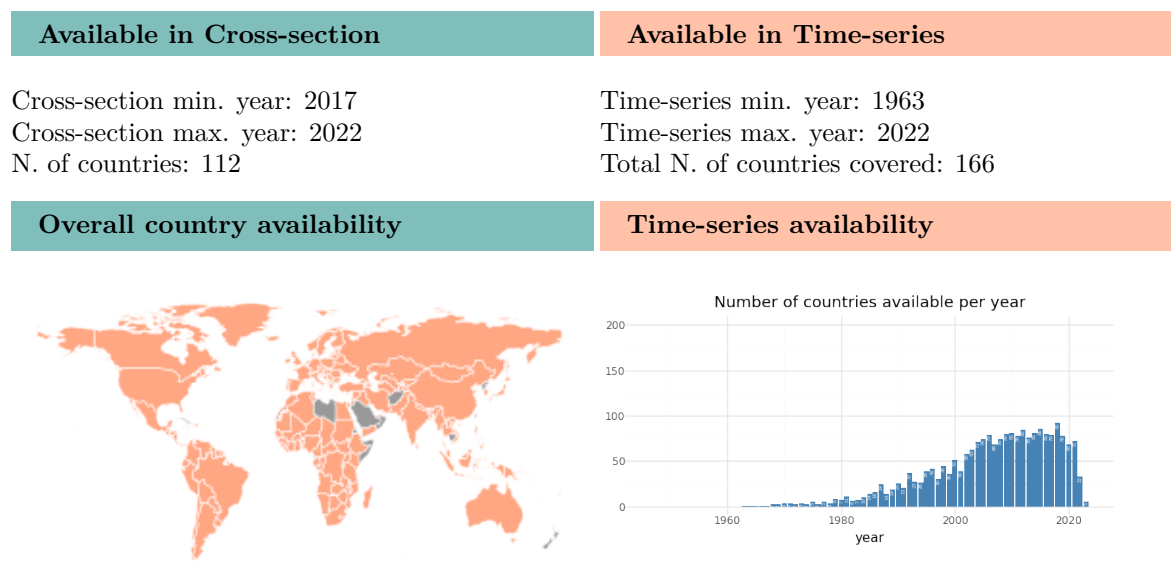 Available in Cross-section
Available in Time-series
Cross-section min. year: 2017
Cross-section max. year: 2022
N. of countries: 112
Time-series min. year: 1963
Time-series max. year: 2022
Total N. of countries covered: 166
Overall country availability
Time-series availability
Number of countries available per year
200
150
100
50
0
1960
1980
2000
2020
year